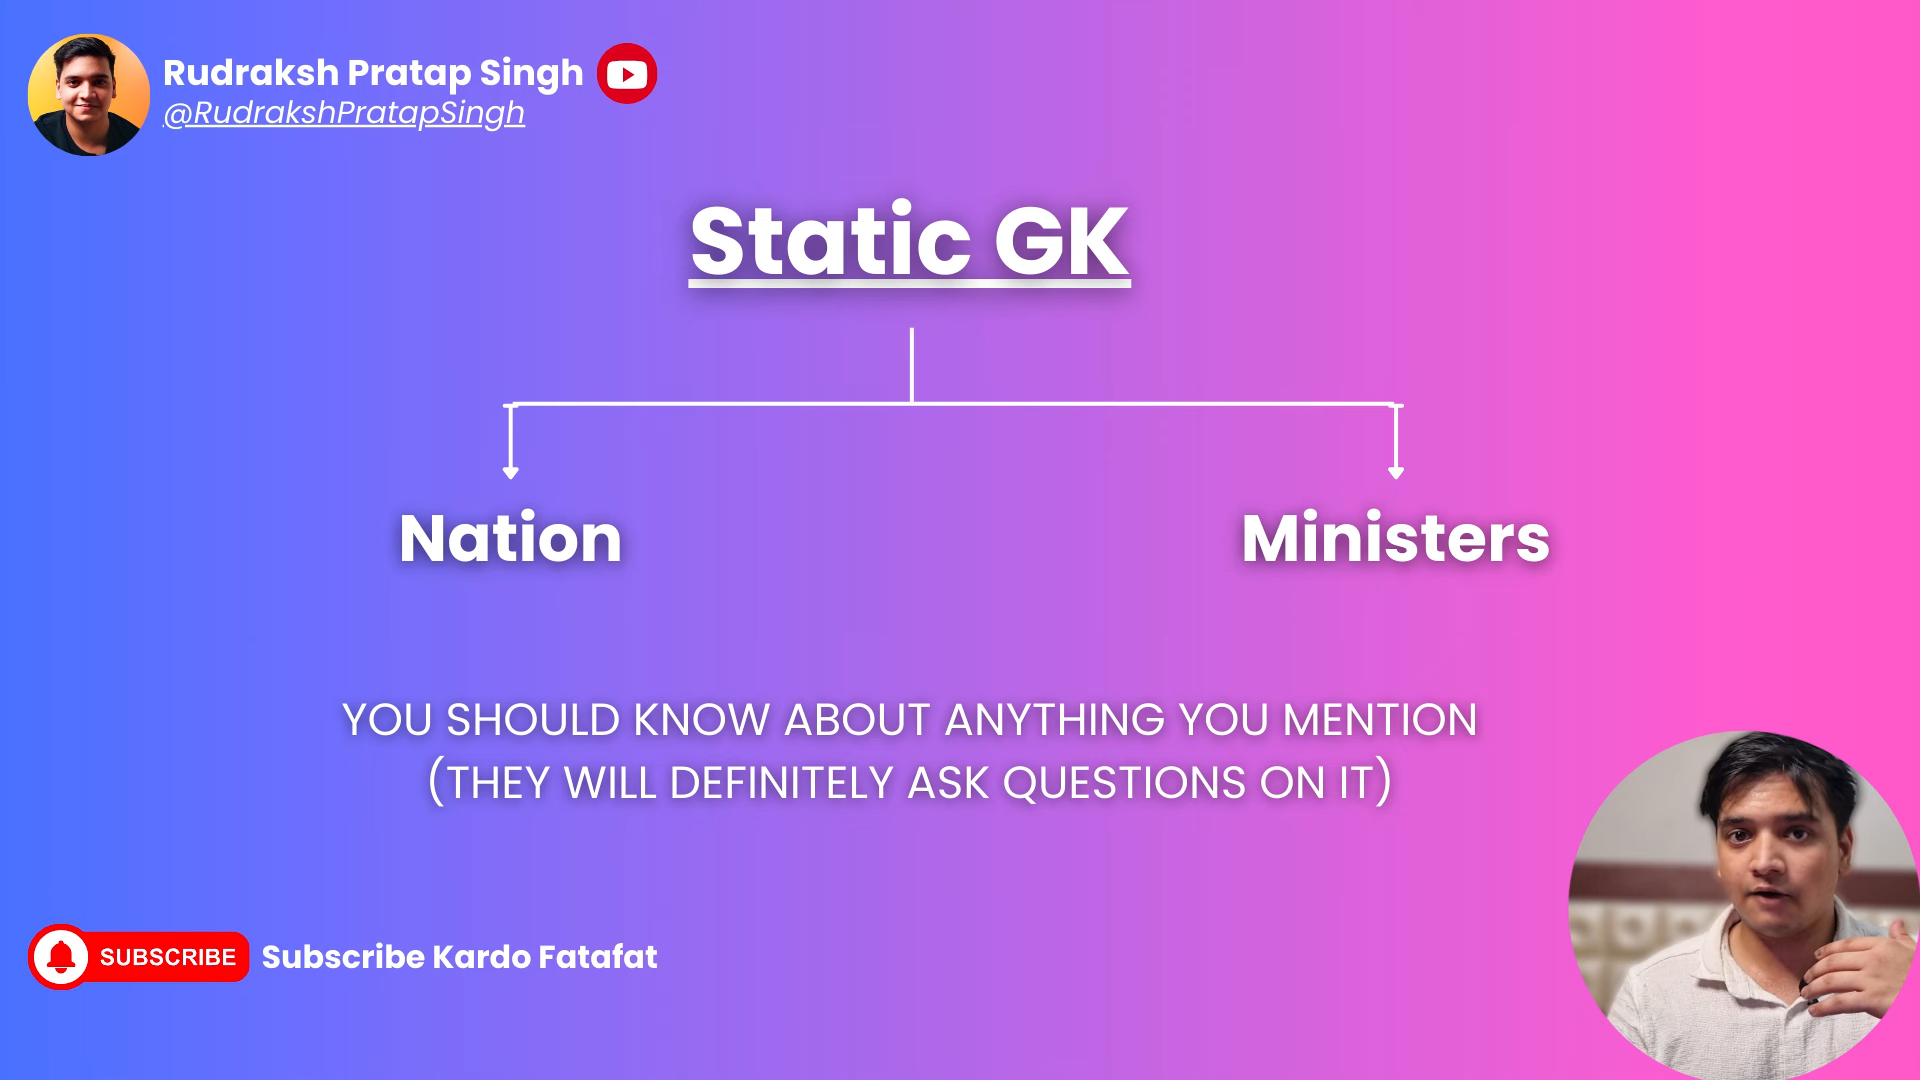 Rudraksh Pratap Singh
@RudrakshPratapSingh
Static GK
Nation
Ministers
YOU SHOULD KNOW ABOUT ANYTHING YOU MENTION
(THEY WILL DEFINITELY ASK QUESTIONS ON IT)
SUBSCRIBE
Subscribe Kardo Fatafat